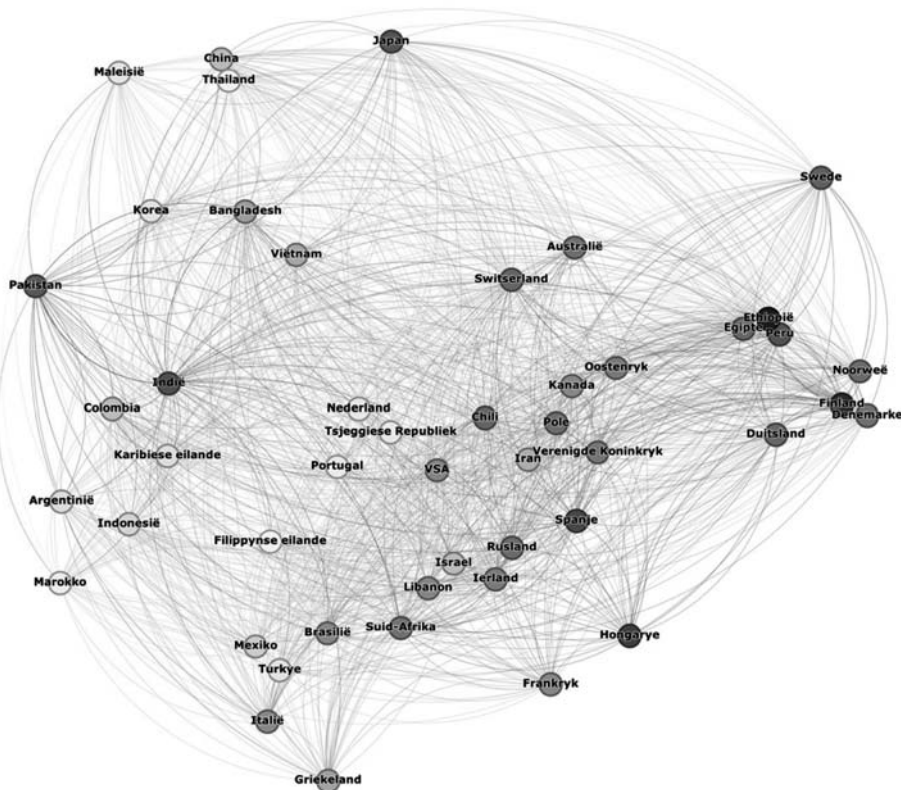 Japan
China
Maleisië
Thailand
Swede
Korea
Bangladesh
Australië
Viëtnam
Switserland
Pakistan
Ethiopië
Egipte
Peru
Oostenryk
Noorweë
Indië
Kanada
Finland
Colombia
Nederland
Denemarke
Chili
Pole
Tsjeggiese Republiek
Duitsland
Karibiese eilande
Verenigde Koninkryk
Iran
Portugal
VSA
Argentinië
Indonesië
Spanje
Filippynse eilande
Rusland
Israel
Marokko
Ierland
Libanon
Suid-Afrika
Brasilië
Hongarye
Mexiko
Turkye
Frankryk
Italië
Griekeland